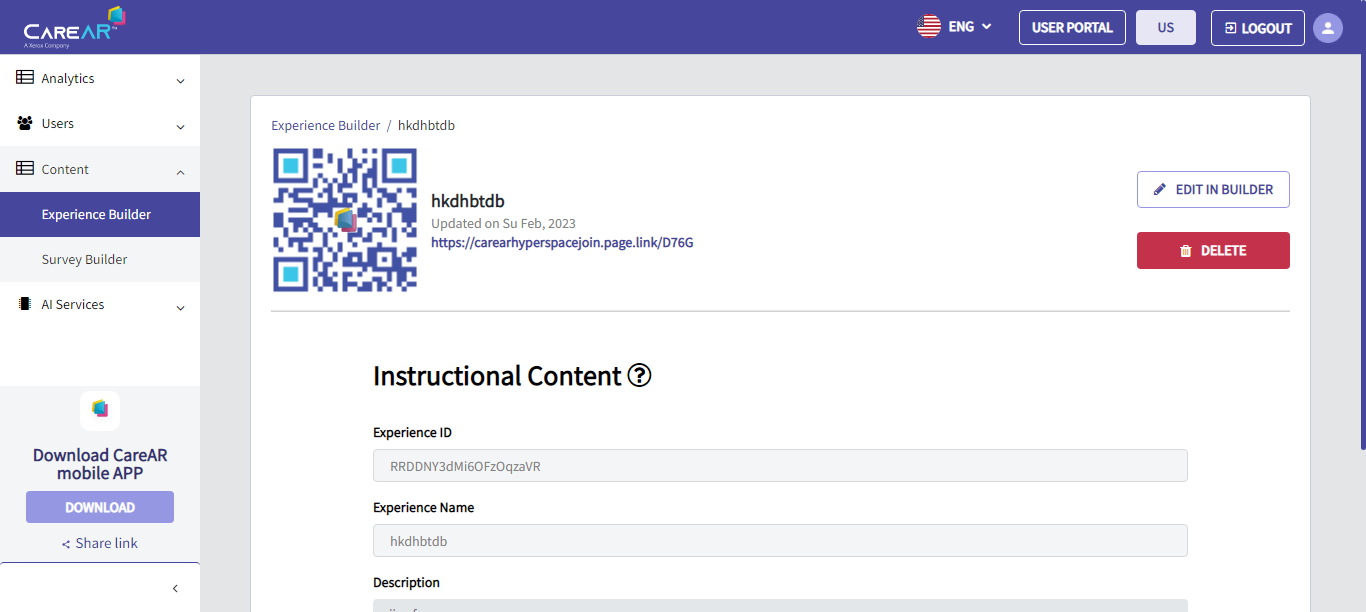 CAREAR™
A Xerox Company
ENG
USER PORTAL
US
LOGOUT
Analytics
Users
Content
Experience Builder
Survey Builder
AI Services
Download CareAR
mobile APP
DOWNLOAD
Share link
Experience Builder / hkdhbtdb
hkdhbtdb
Updated on Su Feb, 2023
https://carearhyperspacejoin.page.link/D76G
EDIT IN BUILDER
DELETE
Instructional Content
Experience ID
RRDDNY3dMi6OFzOqzaVR
Experience Name
hkdhbtdb
Description